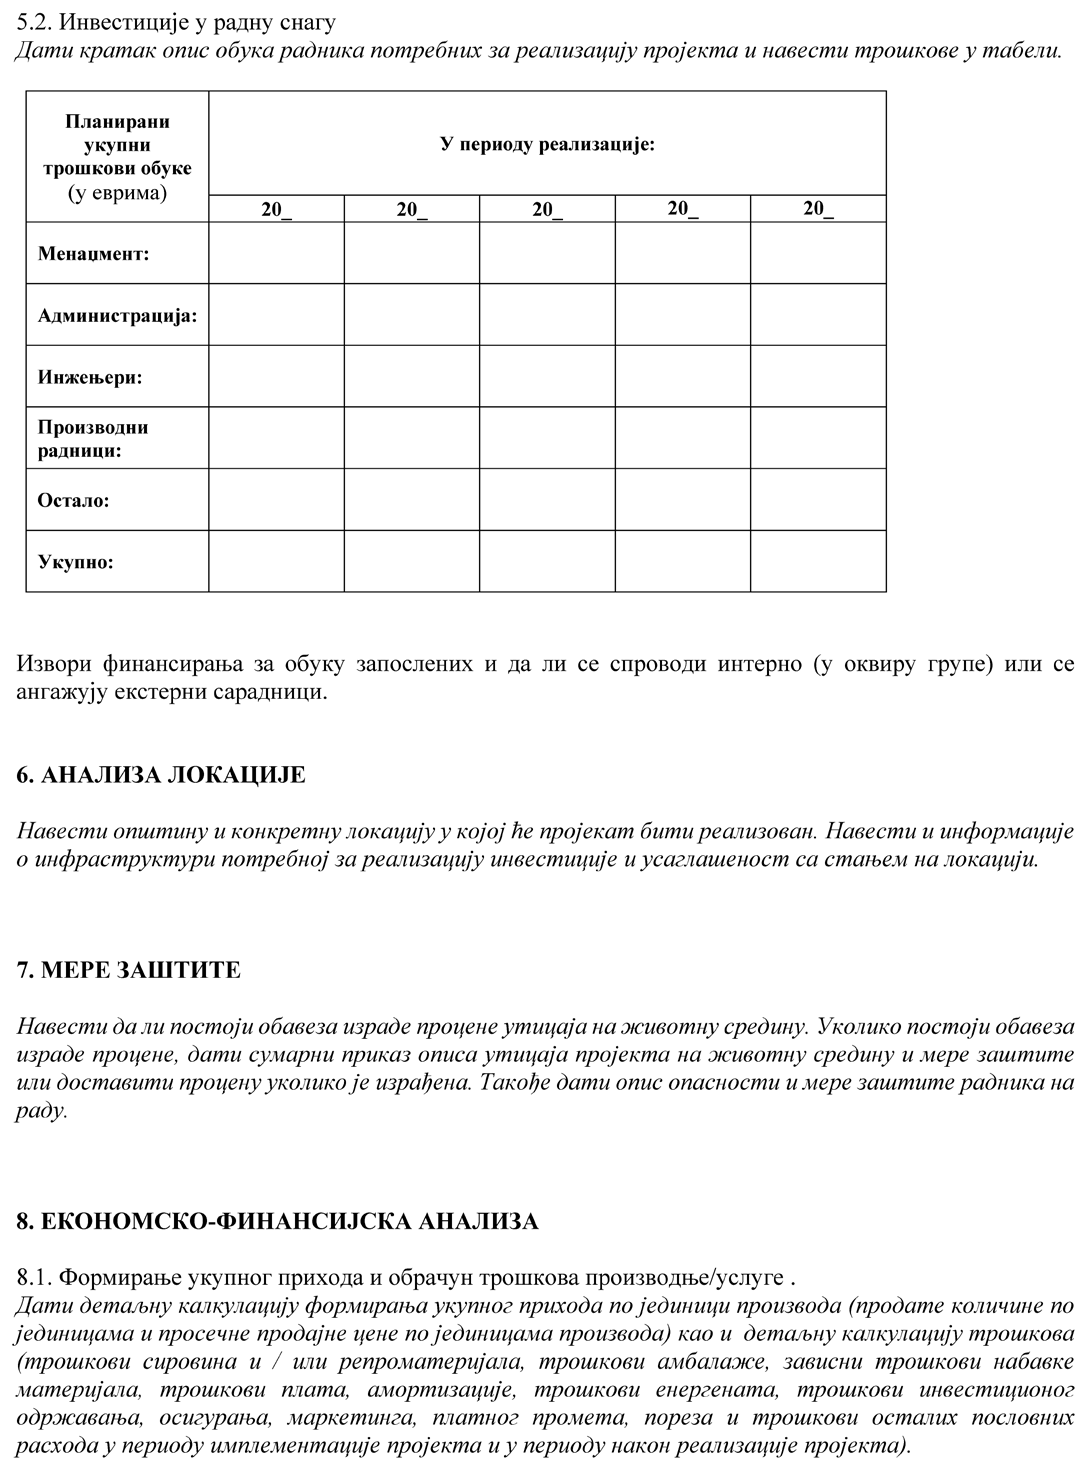 5.2. Инвестиције у радну снагу
Дати кратак опис обука радника потребних за реализацију пројекта и навести трошкове у табели.
Планирани
укупни
трошкови обуке
(у еврима)
У периоду реализације:
20_ 20_ 20_ 20_ 20_
Менаџмент:
Администрација:
Инжењери:
Производни
радници:
Остало:
Укупно:
Извори финансирања за обуку запослених и да ли се спроводи интерно (у оквиру групе) или се
ангажују екстерни сарадници.
6. АНАЛИЗА ЛОКАЦИЈЕ
Навести општину и конкретну локацију у којој ће пројекат бити реализован. Навести и информације
о инфраструктури потребној за реализацију инвестиције и усаглашеност са стањем на локацији.
7. МЕРЕ ЗАШТИТЕ
Навести да ли постоји обавеза израде процене утицаја на животну средину. Уколико постоји обавеза
израде процене, дати сумарни приказ описа утицаја пројекта на животну средину и мере заштите
или доставити процену уколико је израђена. Такође дати опис опасности и мере заштите радника на
раду.
8. ЕКОНОМСКО-ФИНАНСИЈСКА АНАЛИЗА
8.1. Формирање укупног прихода и обрачун трошкова производње/услуге .
Дати детаљну калкулацију формирања укупног прихода по јединици производа (продате количине по
јединицама и просечне продајне цене по јединицама производа) као и детаљну калкулацију трошкова
(трошкови сировина и / или репроматеријала, трошкови амбалаже, зависни трошкови набавке
материјала, трошкови плата, амортизације, трошкови енергената, трошкови инвестиционог
одржавања, осигурања, маркетинга, платног промета, пореза и трошкови осталих пословних
расхода у периоду имплементације пројекта и у периоду након реализације пројекта).